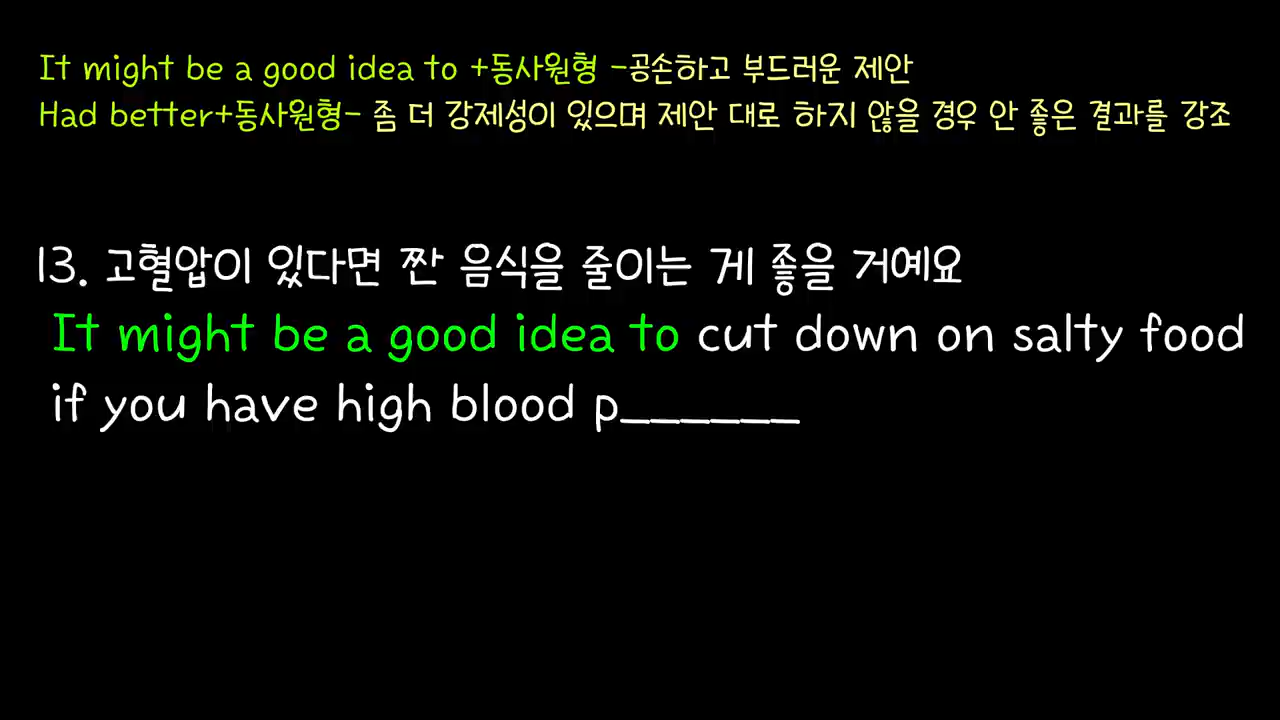 It might be a good idea to +동사원형 -공손하고 부드러운 제안
Had better+동사원형- 좀 더 강제성이 있으며 제안 대로 하지 않을 경우 안 좋은 결과를 강조
13. 고혈압이 있다면 짠 음식을 줄이는 게 좋을 거예요
It might be a good idea to cut down on salty food
if you have high blood p______